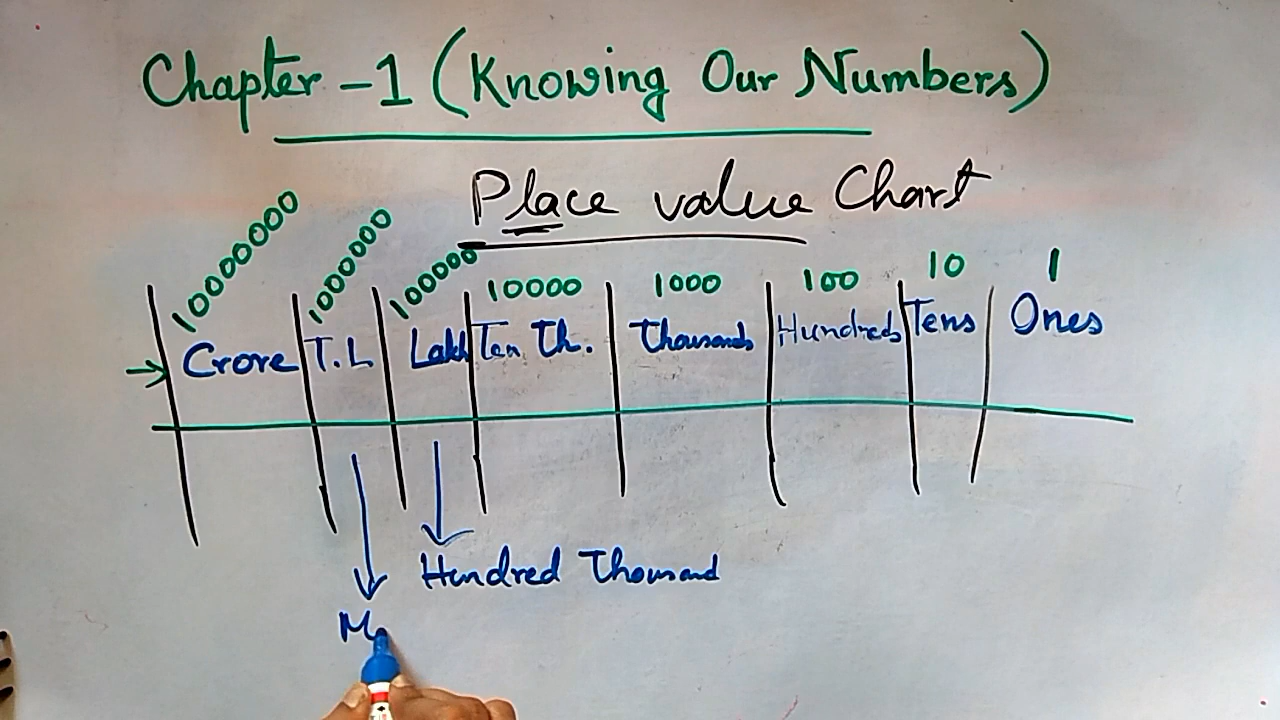 Chapter - 1 (Knowing Our Numbers)
Place value Chart
10000000 1000000 100000 10000 1000 100 10 1
Crore T.L Lakh Ten Th. Thousands Hundreds Tens Ones
Hundred Thousand
M